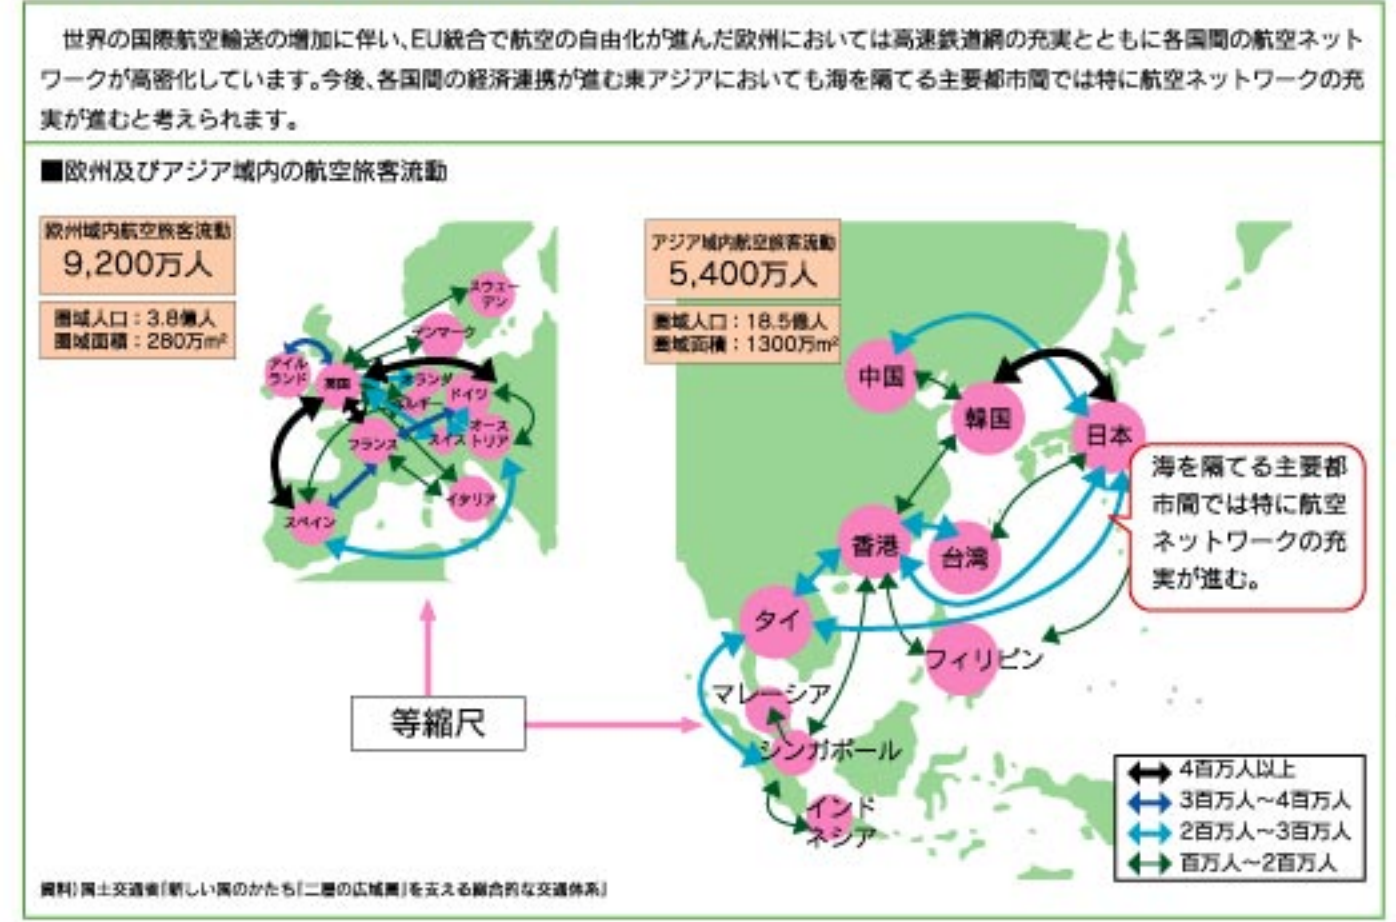 世界の国際航空輸送の増加に伴い、EU統合で航空の自由化が進んだ欧州においては高速鉄道網の充実とともに各国間の航空ネット
ワークが高密化しています。今後、各国間の経済連携が進む東アジアにおいても海を隔てる主要都市間では特に航空ネットワークの充
実が進むと考えられます。
■欧州及びアジア域内の航空旅客流動
欧州域内航空旅客流動
9,200万人
圏域人口：3.8億人
圏域面積：280万m²
スウェー
デン
デンマーク
アイル
ランド
英国
オランダ
ベルギー
ドイツ
フランス
スイス
オース
トリア
イタリア
スペイン
アジア域内航空旅客流動
5,400万人
圏域人口：18.5億人
圏域面積：1300万m²
中国
韓国
日本
香港
台湾
タイ
フィリピン
マレーシア
シンガポール
インド
ネシア
海を隔てる主要都
市間では特に航空
ネットワークの充
実が進む。
等縮尺
4百万人以上
3百万人～4百万人
2百万人～3百万人
百万人～2百万人
資料）国土交通省「新しい国のかたち「二層の広域圏」を支える総合的な交通体系」